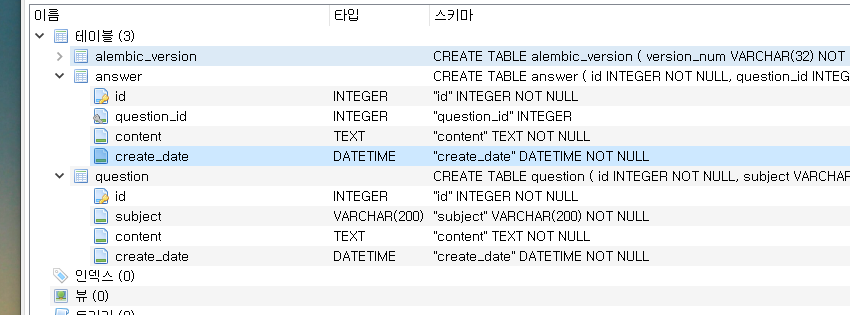 이름 타입 스키마
테이블 (3)
alembic_version CREATE TABLE alembic_version ( version_num VARCHAR(32) NOT
answer CREATE TABLE answer ( id INTEGER NOT NULL, question_id INTEG
id INTEGER "id" INTEGER NOT NULL
question_id INTEGER "question_id" INTEGER
content TEXT "content" TEXT NOT NULL
create_date DATETIME "create_date" DATETIME NOT NULL
question CREATE TABLE question ( id INTEGER NOT NULL, subject VARCHAR
id INTEGER "id" INTEGER NOT NULL
subject VARCHAR(200) "subject" VARCHAR(200) NOT NULL
content TEXT "content" TEXT NOT NULL
create_date DATETIME "create_date" DATETIME NOT NULL
인덱스 (0)
뷰 (0)